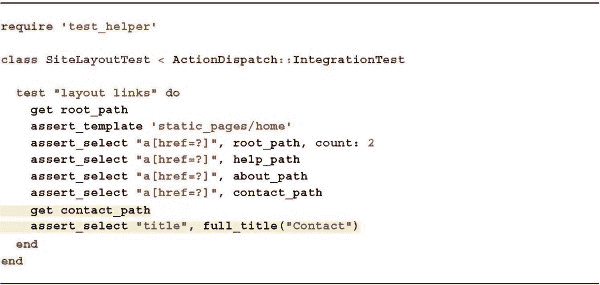 require 'test_helper'
class SiteLayoutTest < ActionDispatch::IntegrationTest
test "layout links" do
get root_path
assert_template 'static_pages/home'
assert_select "a[href=?]", root_path, count: 2
assert_select "a[href=?]", help_path
assert_select "a[href=?]", about_path
assert_select "a[href=?]", contact_path
get contact_path
assert_select "title", full_title("Contact")
end
end